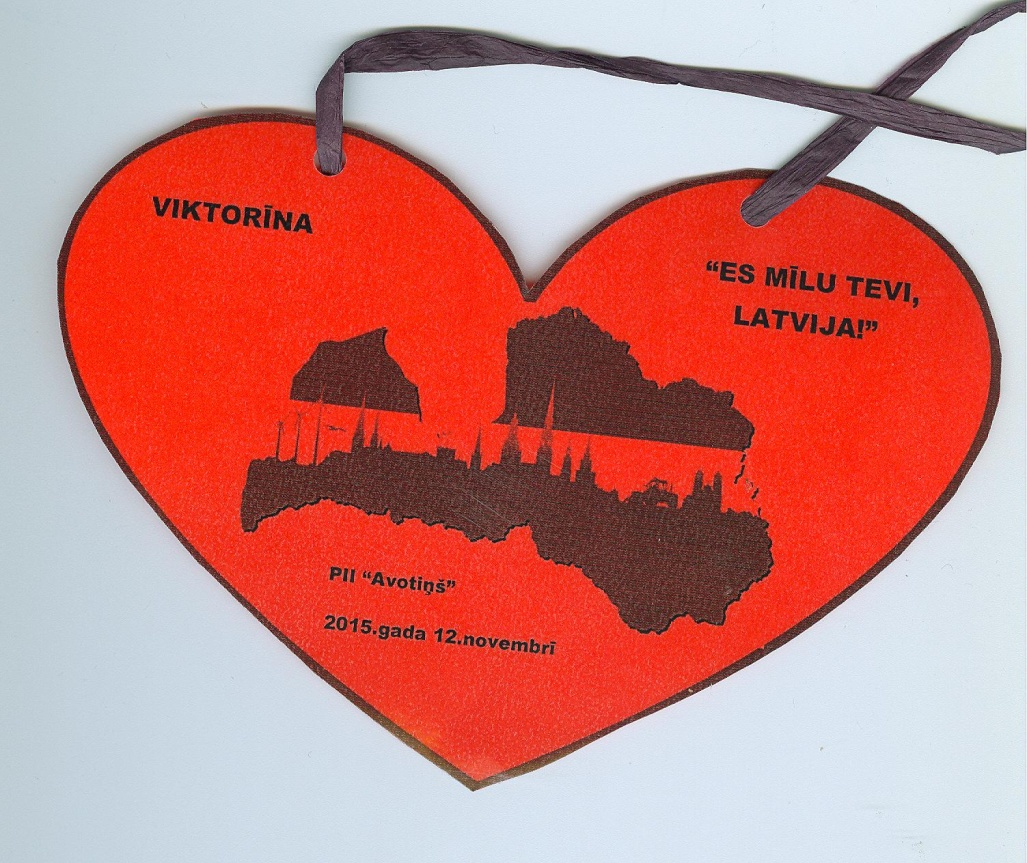 VIKTORĪNA
“ES MĪLU TEVI,
LATVIJA!”
PII “Avotiņš”
2015.gada 12.novembrī